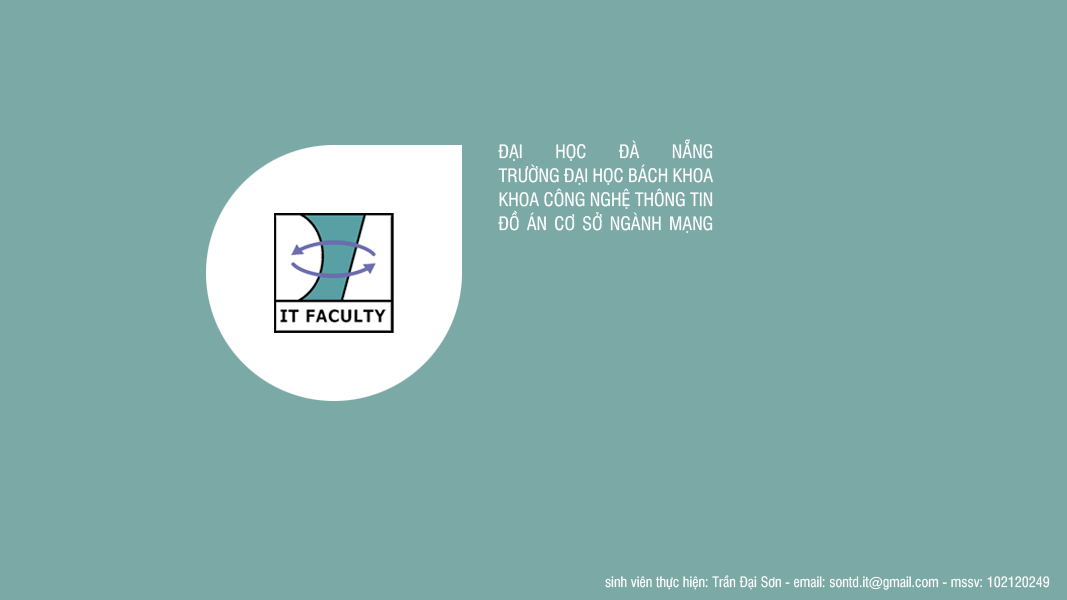 ĐẠI HỌC ĐÀ NẴNG
TRƯỜNG ĐẠI HỌC BÁCH KHOA
KHOA CÔNG NGHỆ THÔNG TIN
ĐỒ ÁN CƠ SỞ NGÀNH MẠNG
IT FACULTY
sinh viên thực hiện: Trần Đại Sơn - email: sontd.it@gmail.com - mssv: 102120249